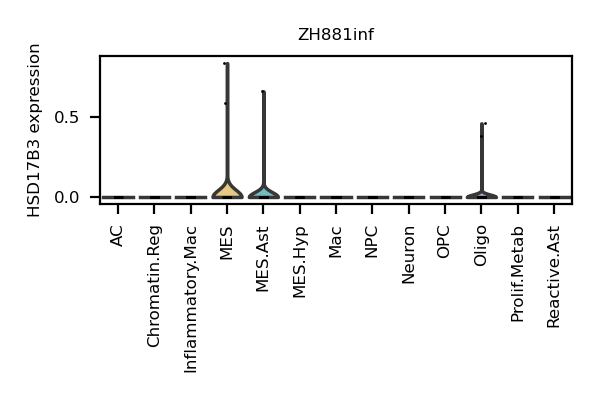 ZH881inf
HSD17B3 expression
0.5
0.0
AC
Chromatin.Reg
Inflammatory.Mac
MES
MES.Ast
MES.Hyp
Mac
NPC
Neuron
OPC
Oligo
Prolif.Metab
Reactive.Ast